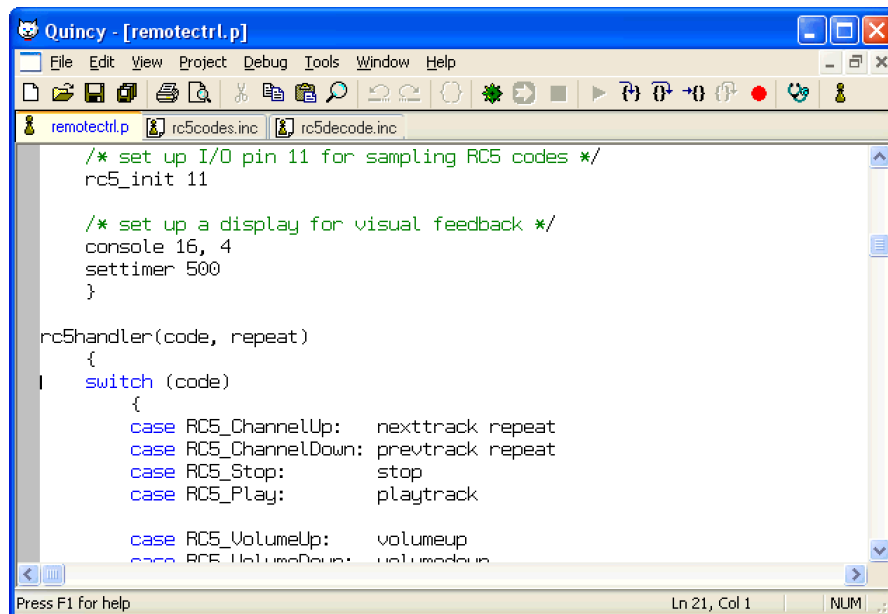 Quincy - [remotectrl.p]
File Edit View Project Debug Tools Window Help
remotectrl.p rc5codes.inc rc5decode.inc
/* set up I/O pin 11 for sampling RC5 codes */
rc5_init 11
/* set up a display for visual feedback */
console 16, 4
settimer 500
}
rc5handler(code, repeat)
{
switch (code)
{
case RC5_ChannelUp: nexttrack repeat
case RC5_ChannelDown: prevtrack repeat
case RC5_Stop: stop
case RC5_Play: playtrack
case RC5_VolumeUp: volumeup
case RC5_VolumeDown: volumedown
Press F1 for help Ln 21, Col 1 NUM